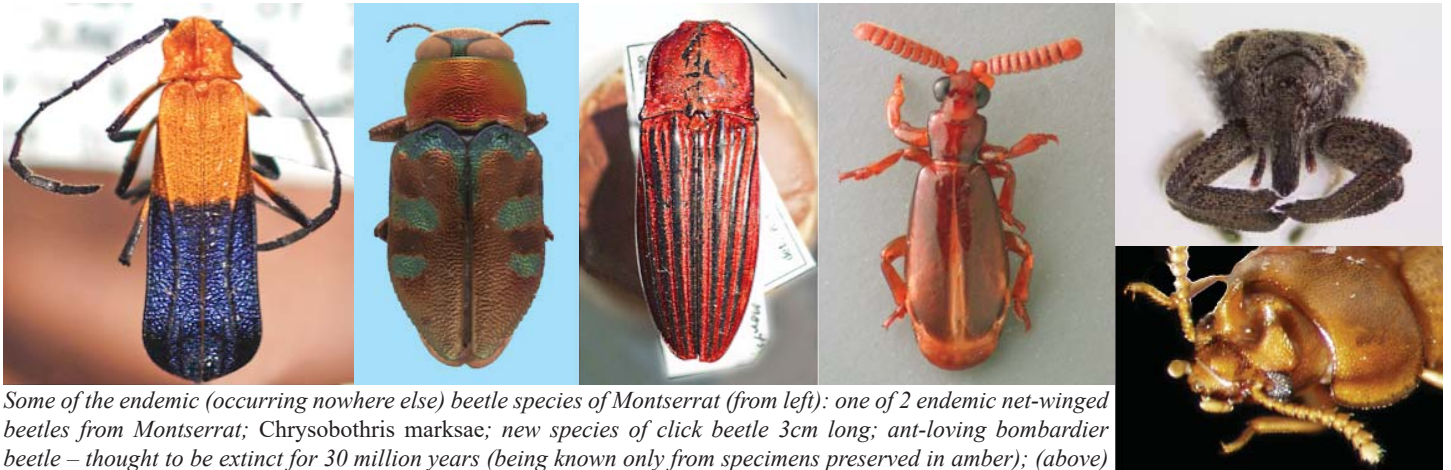 Some of the endemic (occurring nowhere else) beetle species of Montserrat (from left): one of 2 endemic net-winged
beetles from Montserrat; Chrysobothris marksae; new species of click beetle 3cm long; ant-loving bombardier
beetle – thought to be extinct for 30 million years (being known only from specimens preserved in amber); (above)